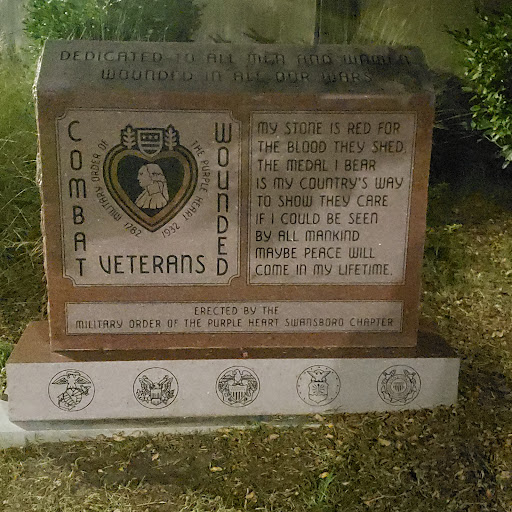 DEDICATED TO ALL MEN AND WOMEN
WOUNDED IN ALL OUR WARS
COMBAT
WOUNDED
VETERANS
MILITARY ORDER OF THE PURPLE HEART
1782 1932
MY STONE IS RED FOR
THE BLOOD THEY SHED
THE MEDAL I BEAR
IS MY COUNTRY'S WAY
TO SHOW THEY CARE
IF I COULD BE SEEN
BY ALL MANKIND
MAYBE PEACE WILL
COME IN MY LIFETIME.
ERECTED BY THE
MILITARY ORDER OF THE PURPLE HEART SWANSBORO CHAPTER